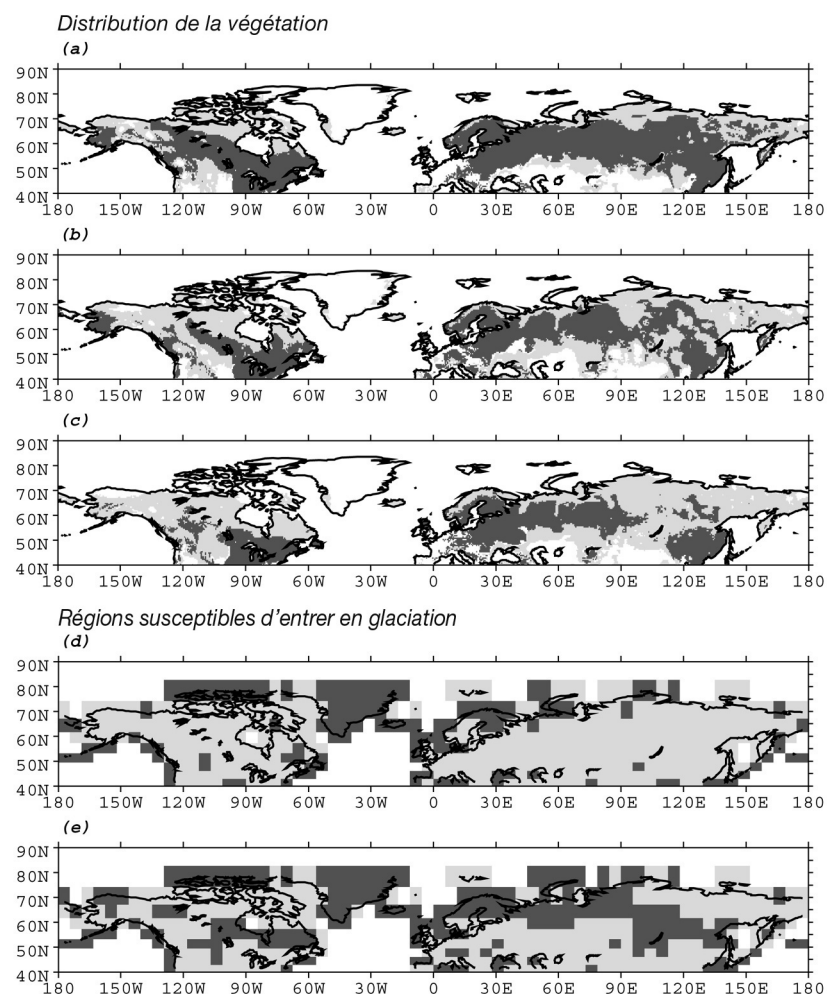 Distribution de la végétation
(a)
90N
80N
70N
60N
50N
40N
180 150W 120W 90W 60W 30W 0 30E 60E 90E 120E 150E 180
(b)
90N
80N
70N
60N
50N
40N
180 150W 120W 90W 60W 30W 0 30E 60E 90E 120E 150E 180
(c)
90N
80N
70N
60N
50N
40N
180 150W 120W 90W 60W 30W 0 30E 60E 90E 120E 150E 180
Régions susceptibles d'entrer en glaciation
(d)
90N
80N
70N
60N
50N
40N
180 150W 120W 90W 60W 30W 0 30E 60E 90E 120E 150E 180
(e)
90N
80N
70N
60N
50N
40N
180 150W 120W 90W 60W 30W 0 30E 60E 90E 120E 150E 180